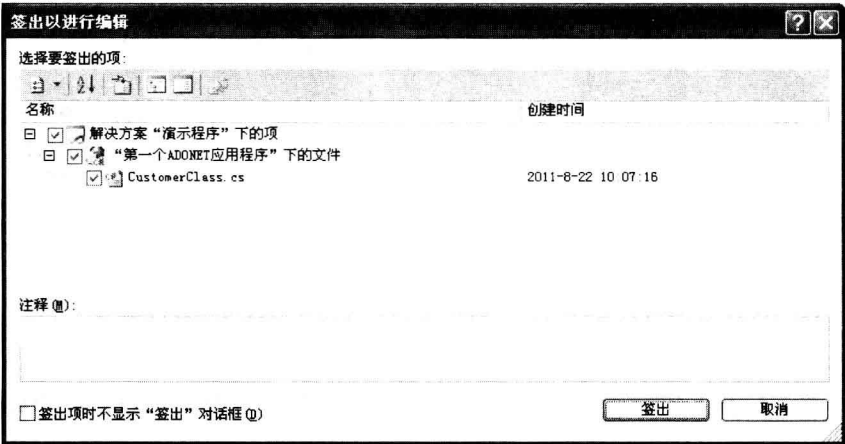 签出以进行编辑
选择要签出的项:
名称 创建时间
解决方案“演示程序”下的项
“第一个ADONET应用程序”下的文件
CustomerClass.cs 2011-8-22 10:07:16
注释(M):
签出项时不显示“签出”对话框(D)
签出 取消